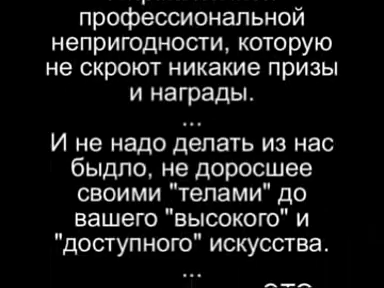 профессиональной
непригодности, которую
не скроют никакие призы
и награды.
...
И не надо делать из нас
быдло, не доросшее
своими "телами" до
вашего "высокого" и
"доступного" искусства.
...